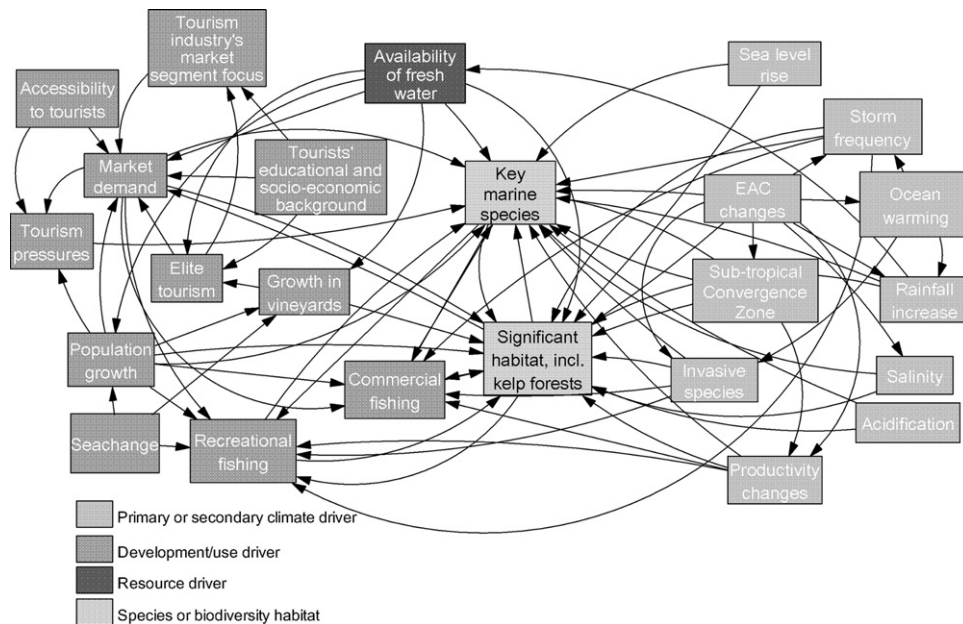 Tourism
industry's
market
segment focus
Availability
of fresh
water
Sea level
rise
Accessibility
to tourists
Storm
frequency
Market
demand
Tourists'
educational and
socio-economic
background
Key
marine
species
EAC
changes
Ocean
warming
Tourism
pressures
Elite
tourism
Growth in
vineyards
Sub-tropical
Convergence
Zone
Rainfall
increase
Population
growth
Commercial
fishing
Significant
habitat, incl.
kelp forests
Invasive
species
Salinity
Acidification
Seachange
Recreational
fishing
Productivity
changes
Primary or secondary climate driver
Development/use driver
Resource driver
Species or biodiversity habitat